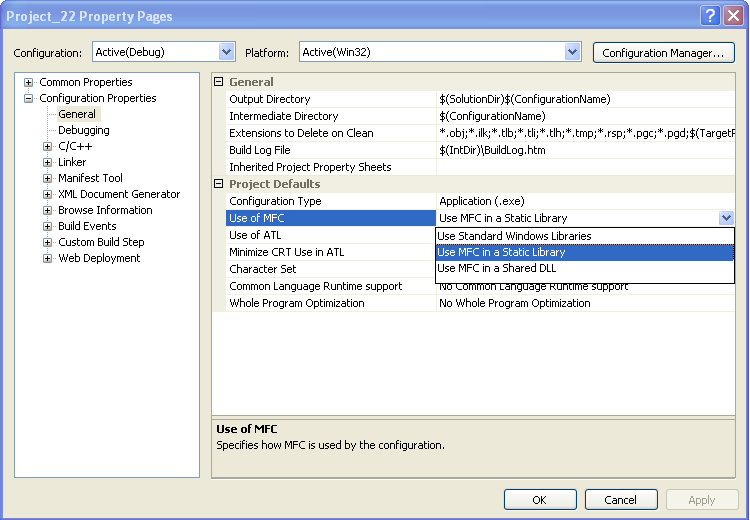 Project_22 Property Pages
Configuration: Active(Debug) Platform: Active(Win32) Configuration Manager...
Common Properties
Configuration Properties
General
Debugging
C/C++
Linker
Manifest Tool
XML Document Generator
Browse Information
Build Events
Custom Build Step
Web Deployment
General
Output Directory $(SolutionDir)$(ConfigurationName)
Intermediate Directory $(ConfigurationName)
Extensions to Delete on Clean *.obj;*.ilk;*.tlb;*.tli;*.tlh;*.tmp;*.rsp;*.pgc;*.pgd;$(TargetP
Build Log File $(IntDir)\BuildLog.htm
Inherited Project Property Sheets
Project Defaults
Configuration Type Application (.exe)
Use of MFC Use MFC in a Static Library
Use of ATL Use Standard Windows Libraries
Minimize CRT Use in ATL Use MFC in a Static Library
Character Set Use MFC in a Shared DLL
Common Language Runtime support No Common Language Runtime support
Whole Program Optimization No Whole Program Optimization
Use of MFC
Specifies how MFC is used by the configuration.
OK Cancel Apply